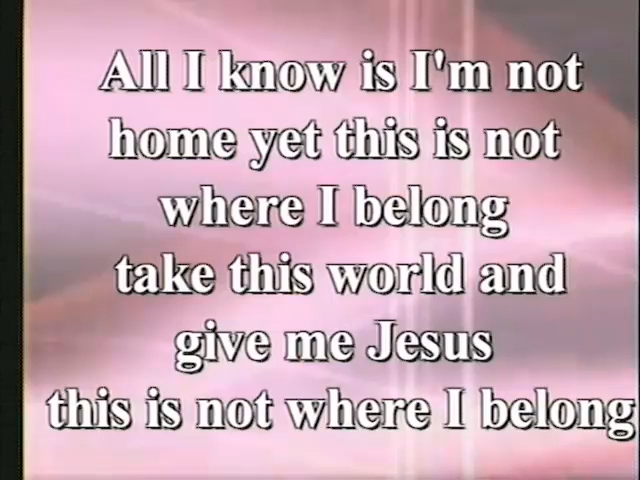 All I know is I'm not
home yet this is not
where I belong
take this world and
give me Jesus
this is not where I belong